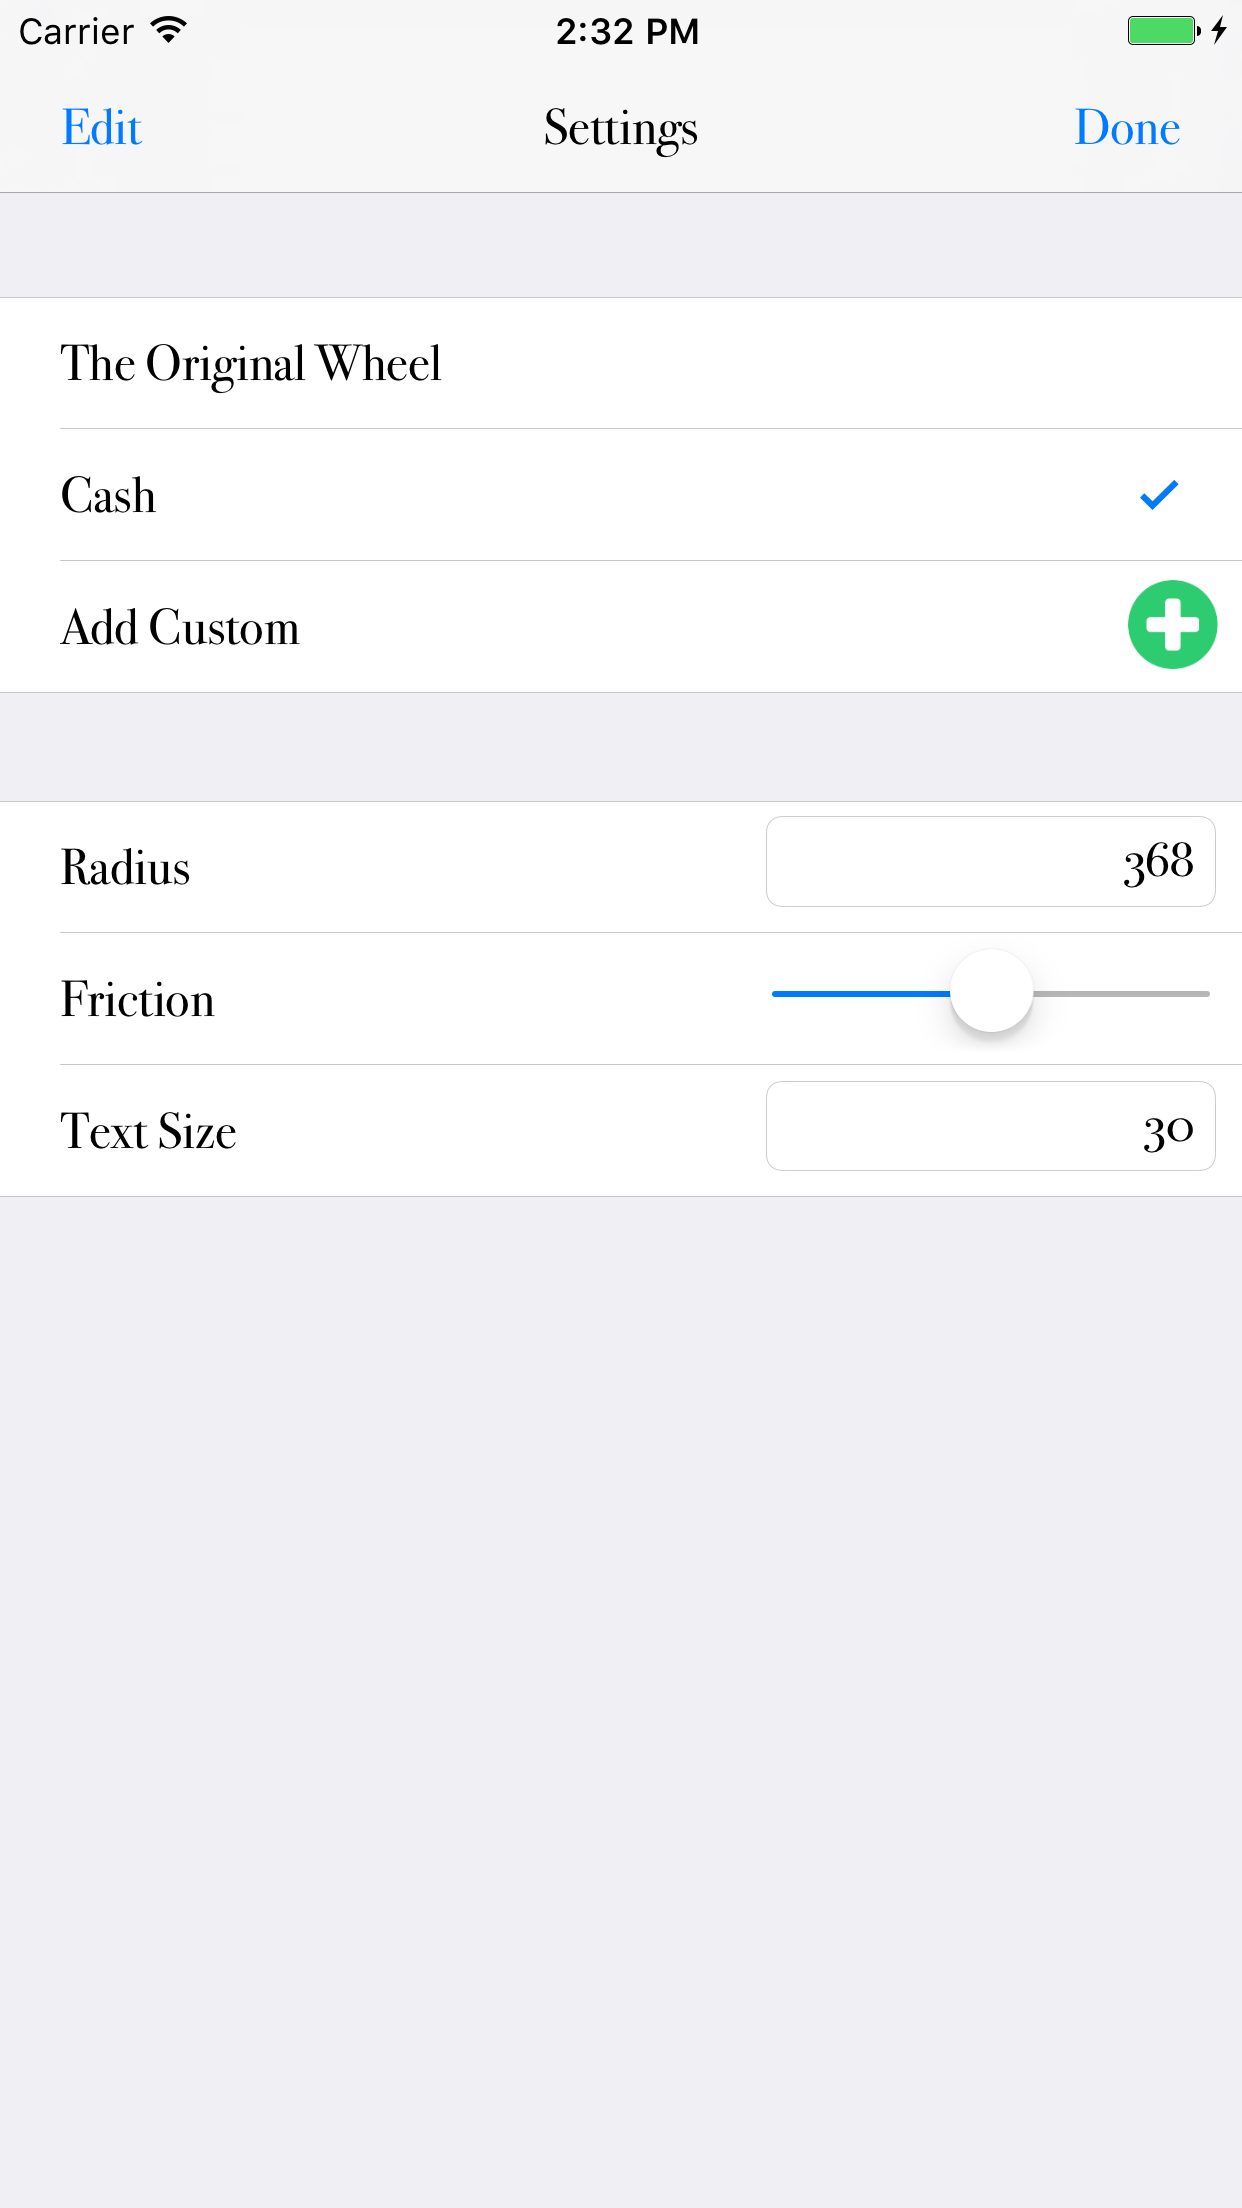 Carrier 2:32 PM
Edit Settings Done
The Original Wheel
Cash
Add Custom
Radius 368
Friction
Text Size 30